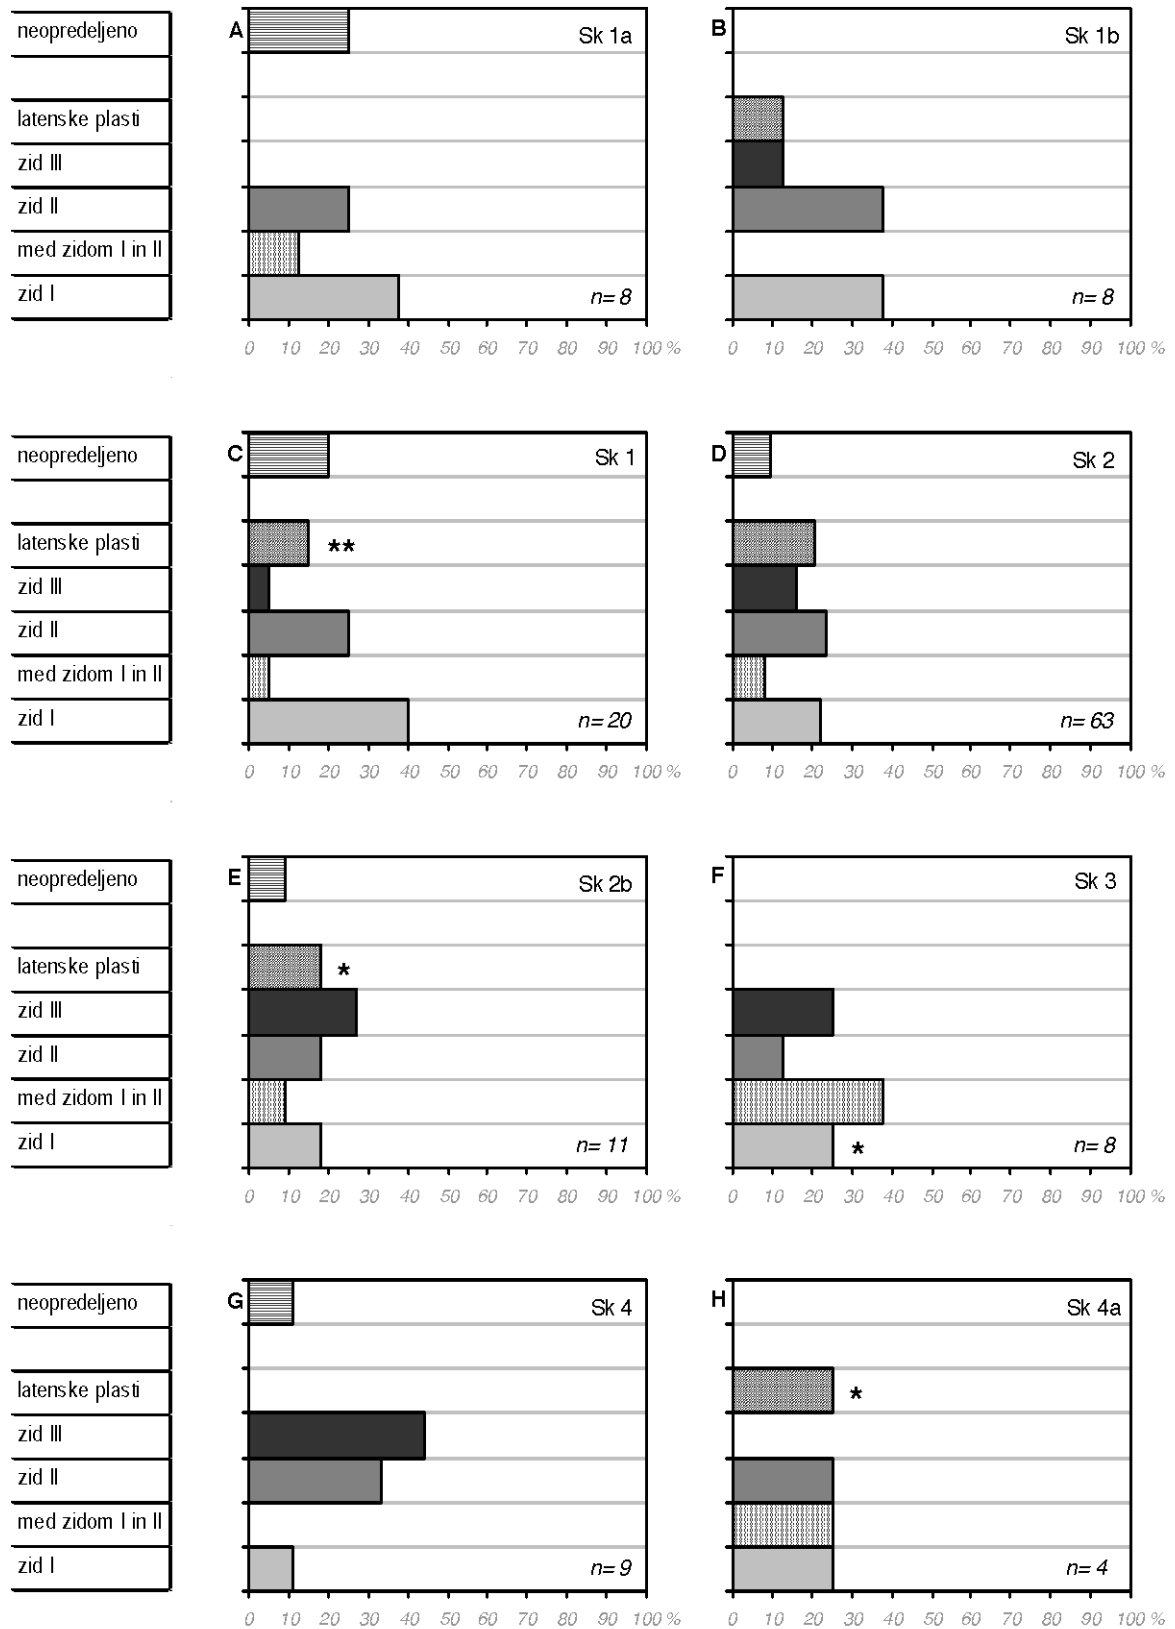 neopredeljeno
latenske plasti
zid III
zid II
med zidom I in II
zid I
A
Sk 1a
n= 8
0 10 20 30 40 50 60 70 80 90 100 %
B
Sk 1b
n= 8
0 10 20 30 40 50 60 70 80 90 100 %
neopredeljeno
latenske plasti
zid III
zid II
med zidom I in II
zid I
C
Sk 1
**
n= 20
0 10 20 30 40 50 60 70 80 90 100 %
D
Sk 2
n= 63
0 10 20 30 40 50 60 70 80 90 100 %
neopredeljeno
latenske plasti
zid III
zid II
med zidom I in II
zid I
E
Sk 2b
*
n= 11
0 10 20 30 40 50 60 70 80 90 100 %
F
Sk 3
*
n= 8
0 10 20 30 40 50 60 70 80 90 100 %
neopredeljeno
latenske plasti
zid III
zid II
med zidom I in II
zid I
G
Sk 4
n= 9
0 10 20 30 40 50 60 70 80 90 100 %
H
Sk 4a
*
n= 4
0 10 20 30 40 50 60 70 80 90 100 %